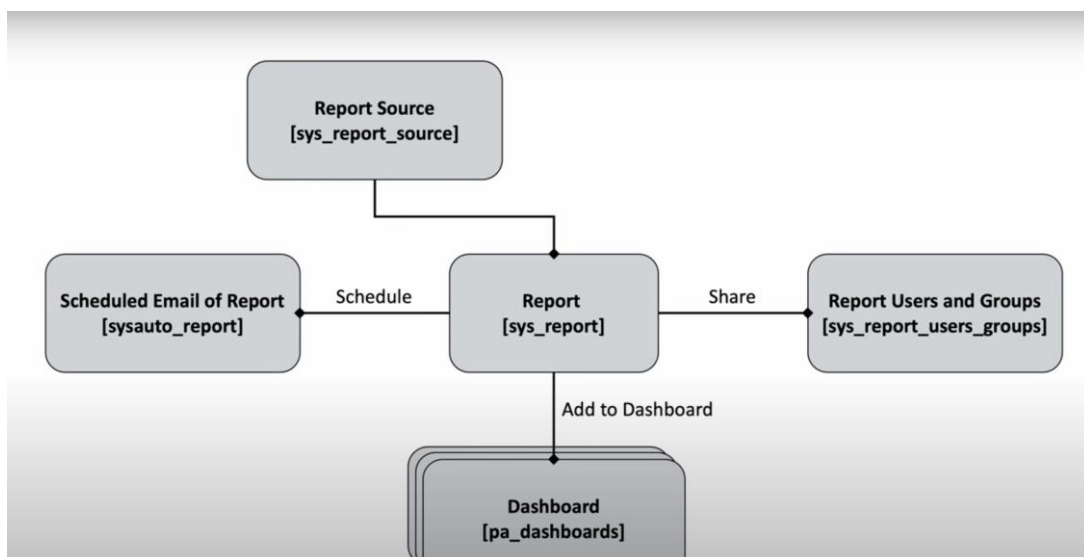 Report Source
[sys_report_source]
Scheduled Email of Report
[sysauto_report]
Schedule
Report
[sys_report]
Share
Report Users and Groups
[sys_report_users_groups]
Add to Dashboard
Dashboard
[pa_dashboards]